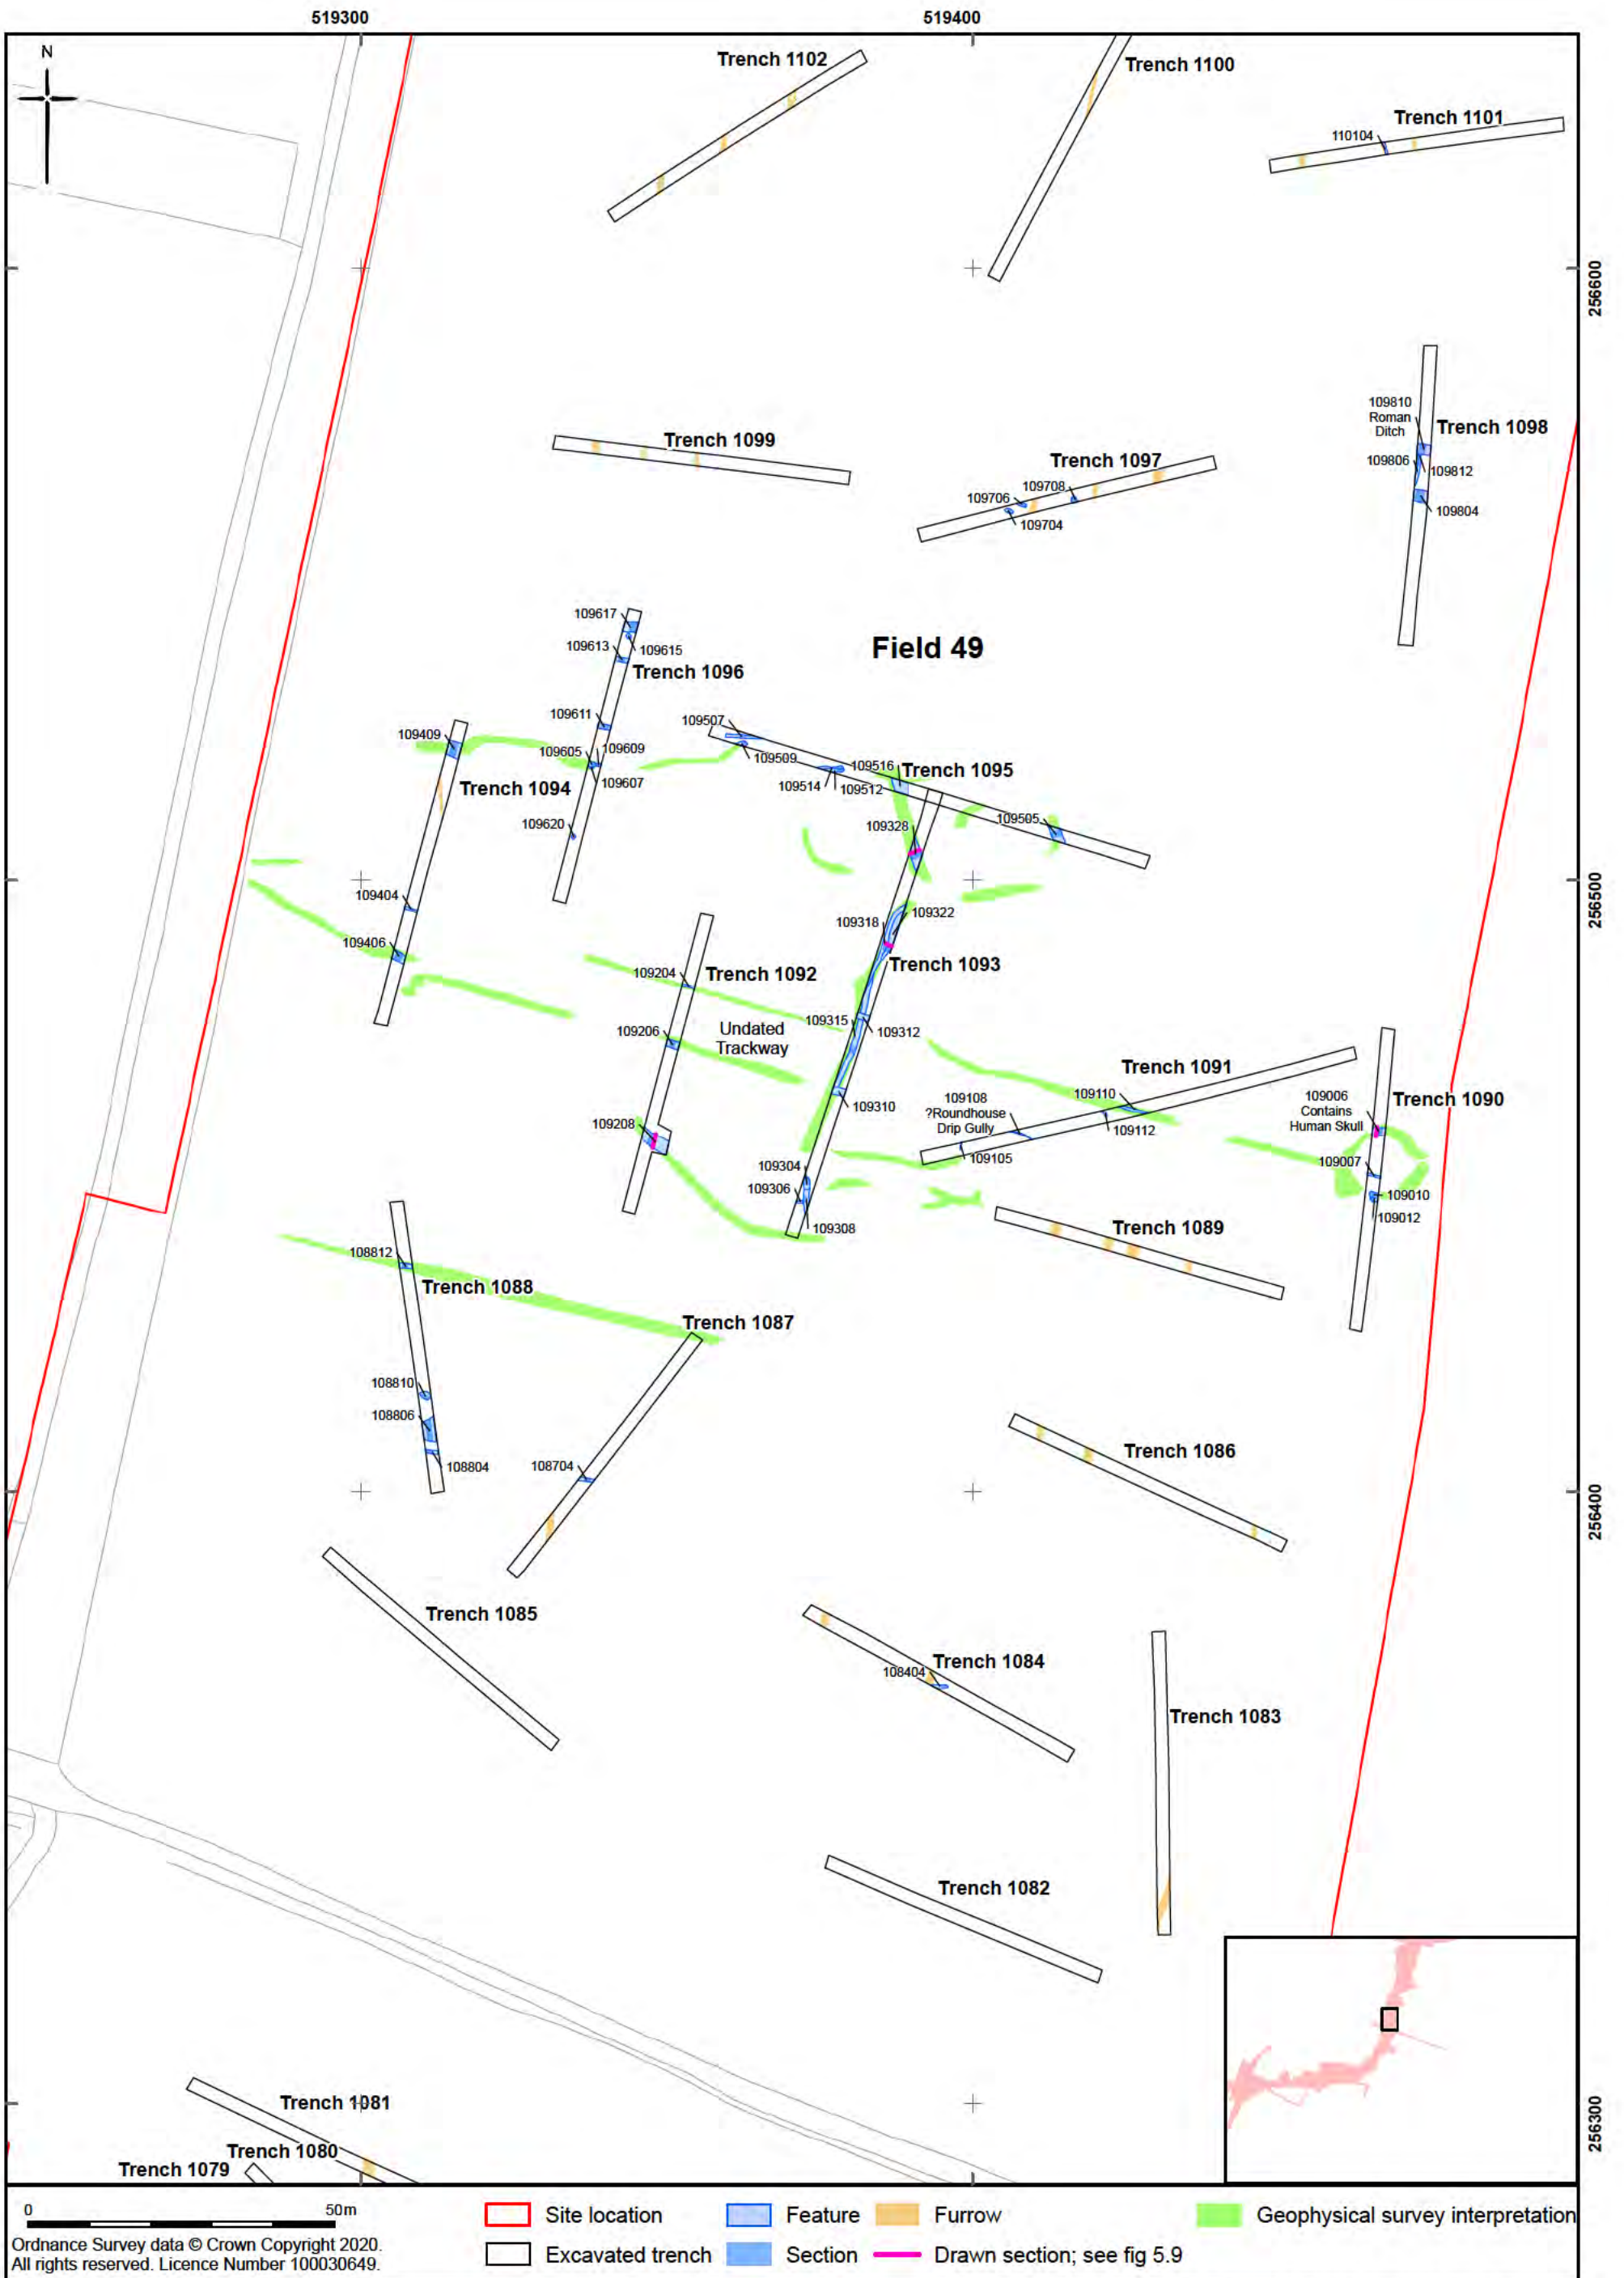 519300
519400
N
Trench 1102
Trench 1100
Trench 1101
110104
256600
109810
Roman
Ditch
Trench 1098
109806
109812
109804
Trench 1099
Trench 1097
109708
109706
109704
109617
109613
109615
Trench 1096
Field 49
109611
109605
109609
109607
109620
109409
Trench 1094
109404
109406
109507
109509
109516
Trench 1095
109514
109512
109505
109328
256500
109318
109322
Trench 1093
109204
Trench 1092
Undated
Trackway
109206
109315
109312
109310
109208
109304
109306
109308
Trench 1091
109108
?Roundhouse
Drip Gully
109110
109112
109105
109006
Contains
Human Skull
Trench 1090
109007
109010
109012
Trench 1089
108812
Trench 1088
Trench 1087
108810
108806
108804
108704
Trench 1086
256400
Trench 1085
Trench 1084
108404
Trench 1083
Trench 1082
Trench 1081
Trench 1080
Trench 1079
256300
0 50m
Ordnance Survey data © Crown Copyright 2020.
All rights reserved. Licence Number 100030649.
Site location
Feature
Furrow
Geophysical survey interpretation
Excavated trench
Section
Drawn section; see fig 5.9